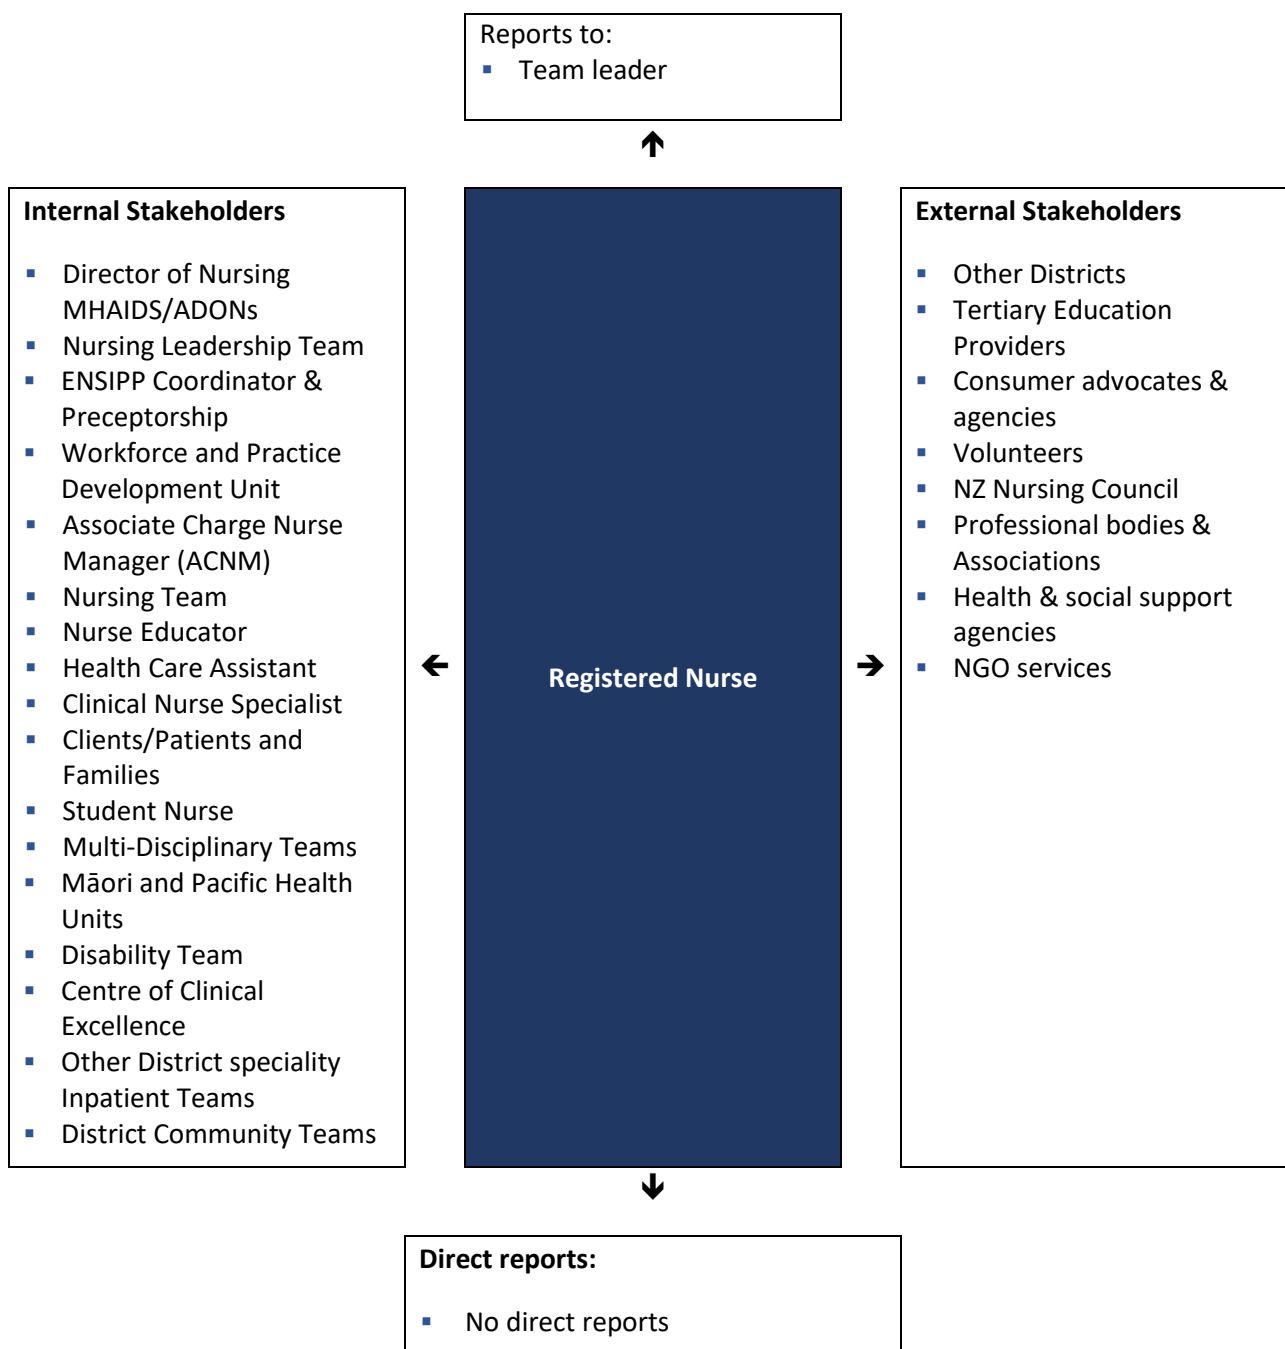 Reports to:
▪ Team leader
🡹
Internal Stakeholders
▪ Director of Nursing
MHAIDS/ADONs
▪ Nursing Leadership Team
▪ ENSIPP Coordinator &
Preceptorship
▪ Workforce and Practice
Development Unit
▪ Associate Charge Nurse
Manager (ACNM)
▪ Nursing Team
▪ Nurse Educator
▪ Health Care Assistant
▪ Clinical Nurse Specialist
▪ Clients/Patients and
Families
▪ Student Nurse
▪ Multi-Disciplinary Teams
▪ Māori and Pacific Health
Units
▪ Disability Team
▪ Centre of Clinical
Excellence
▪ Other District speciality
Inpatient Teams
▪ District Community Teams
🡸
Registered Nurse
🡺
External Stakeholders
▪ Other Districts
▪ Tertiary Education
Providers
▪ Consumer advocates &
agencies
▪ Volunteers
▪ NZ Nursing Council
▪ Professional bodies &
Associations
▪ Health & social support
agencies
▪ NGO services
🡻
Direct reports:
▪ No direct reports